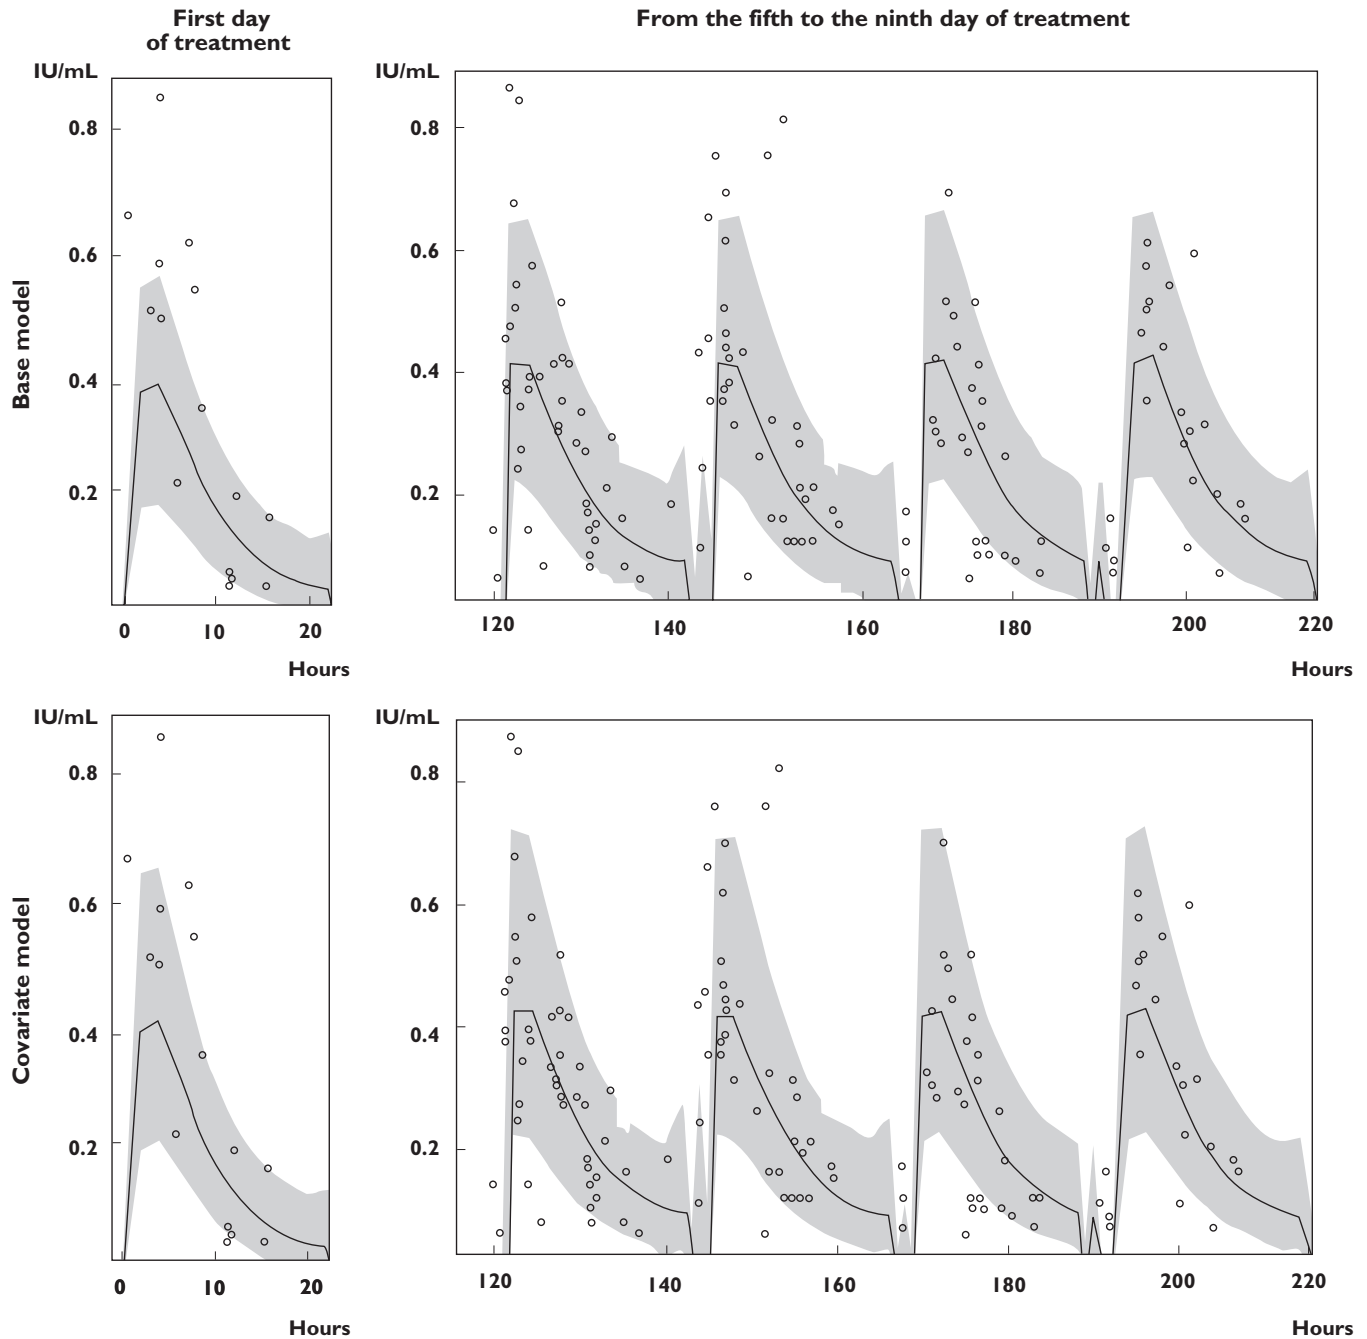 First day
of treatment
From the fifth to the ninth day of treatment
Base model
IU/mL
0.8
0.6
0.4
0.2
0 10 20
Hours
IU/mL
0.8
0.6
0.4
0.2
120 140 160 180 200 220
Hours
Covariate model
IU/mL
0.8
0.6
0.4
0.2
0 10 20
Hours
IU/mL
0.8
0.6
0.4
0.2
120 140 160 180 200 220
Hours